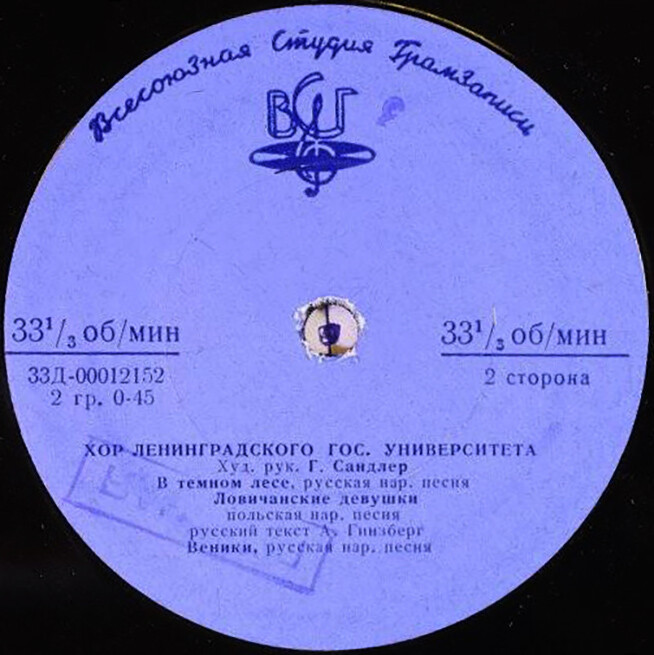 Всесоюзная Студия Грамзаписи
ВСГ
33¹/₃ об/мин
33¹/₃ об/мин
33Д-00012152
2 сторона
2 гр. 0-45
ХОР ЛЕНИНГРАДСКОГО ГОС. УНИВЕРСИТЕТА
Худ. рук. Г. Сандлер
В темном лесе, русская нар. песня
Ловичанские девушки
польская нар. песня
русский текст А. Гинзберг
Веники, русская нар. песня